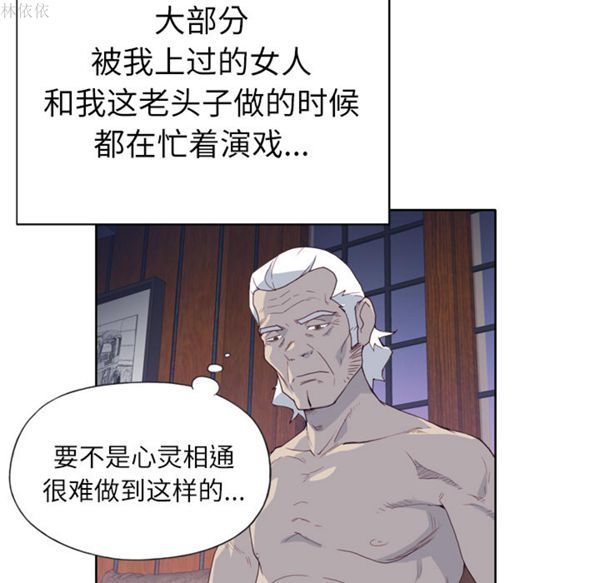 林依依
大部分
被我上过的女人
和我这老头子做的时候
都在忙着演戏...
要不是心灵相通
很难做到这样的...